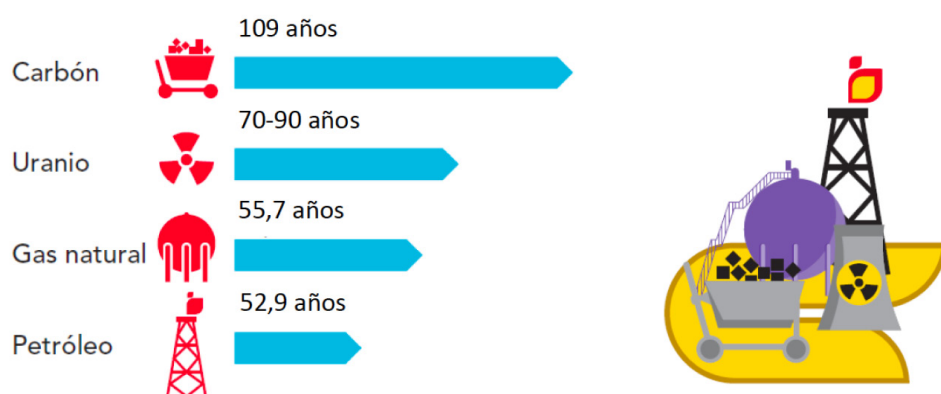 109 años
Carbón
70-90 años
Uranio
55,7 años
Gas natural
52,9 años
Petróleo